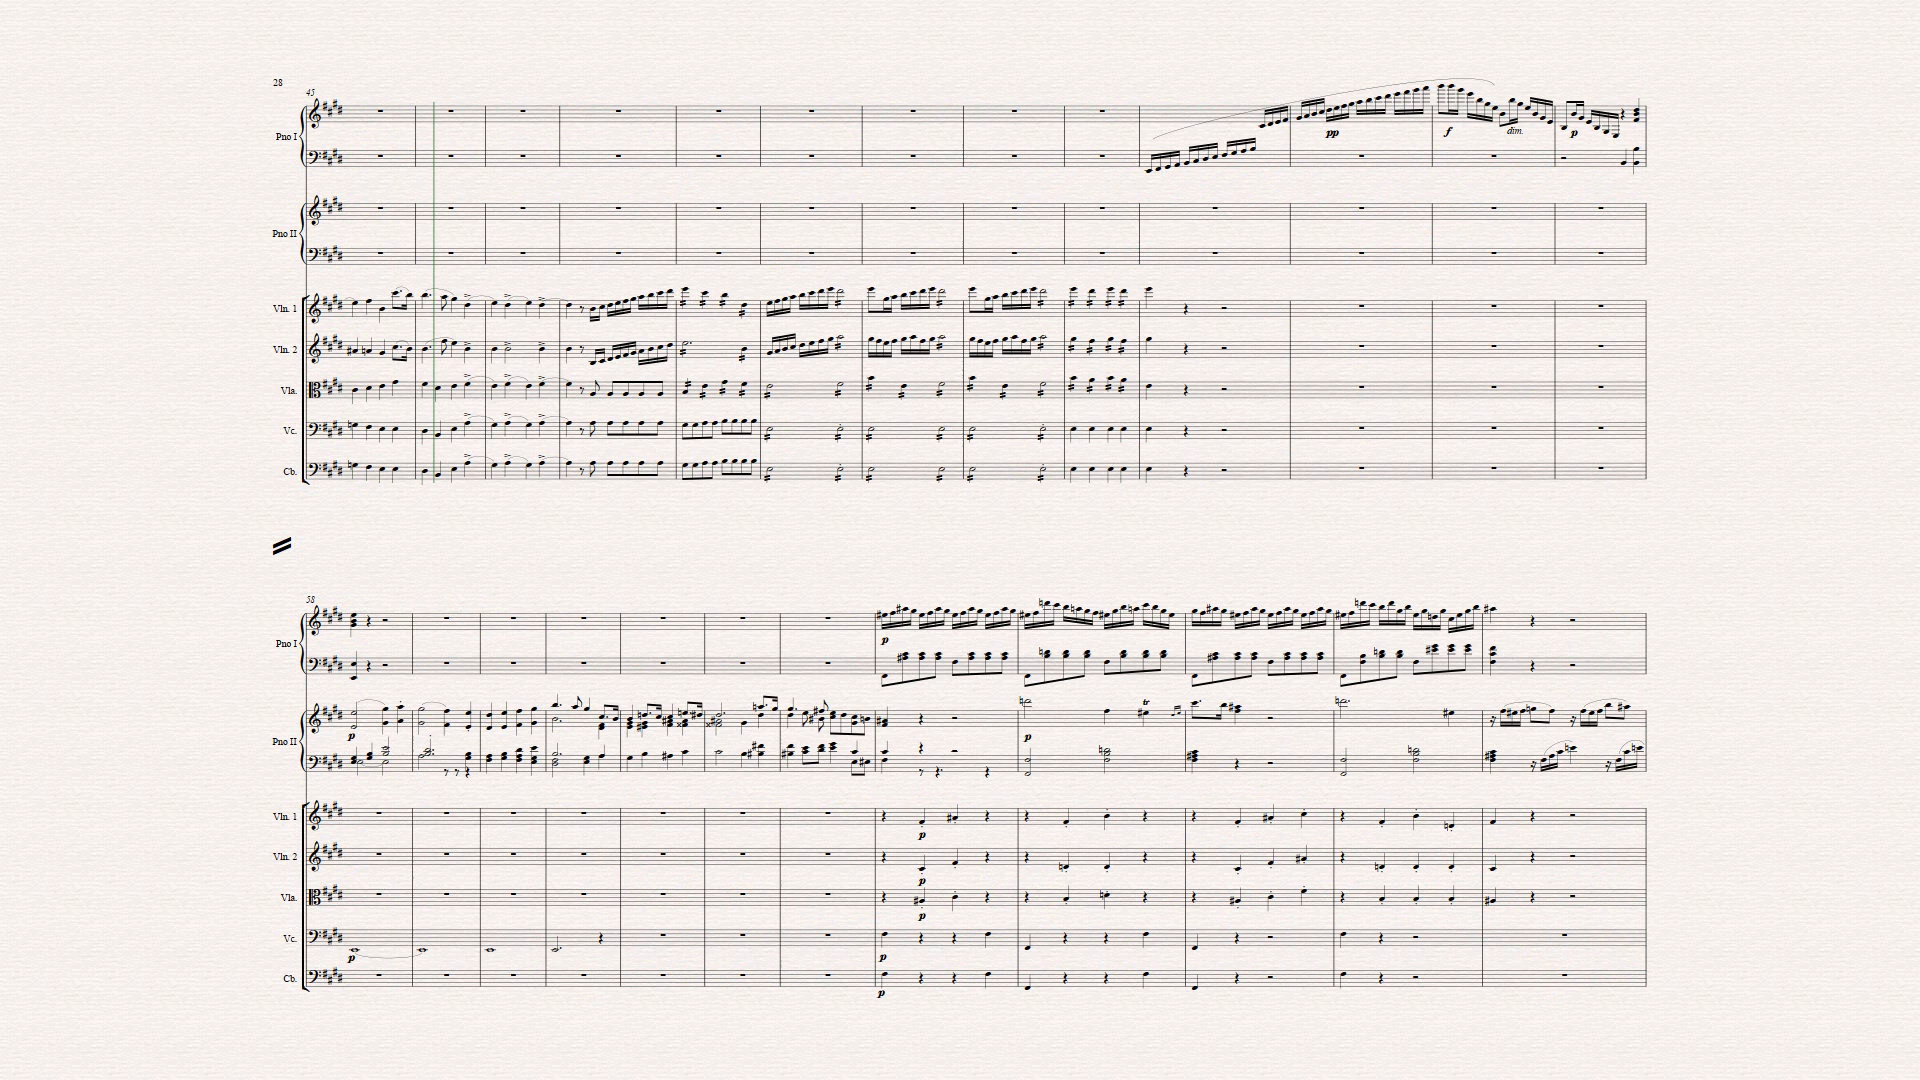 28
45
Pno I
pp
f
dim.
p
Pno II
Vln. 1
Vln. 2
Vla.
Vc.
Cb.
58
Pno I
p
Pno II
p
p
tr
Vln. 1
p
Vln. 2
p
Vla.
p
Vc.
p
p
Cb.
p